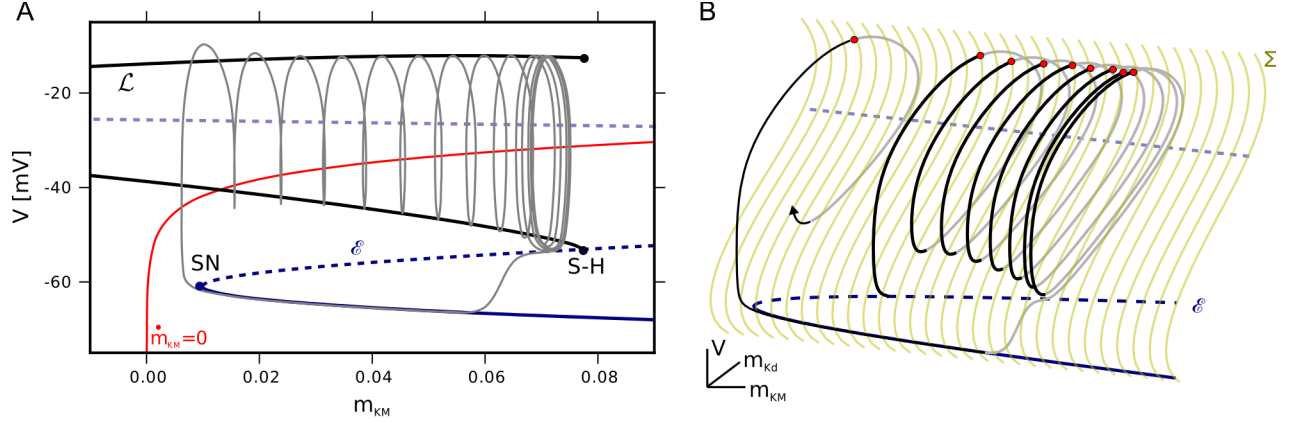 A
B
V [mV]
-20
-40
-60
ℒ
SN
ℰ
S-H
ṁKM=0
0.00
0.02
0.04
0.06
0.08
mKM
Σ
ℰ
V
mKd
mKM